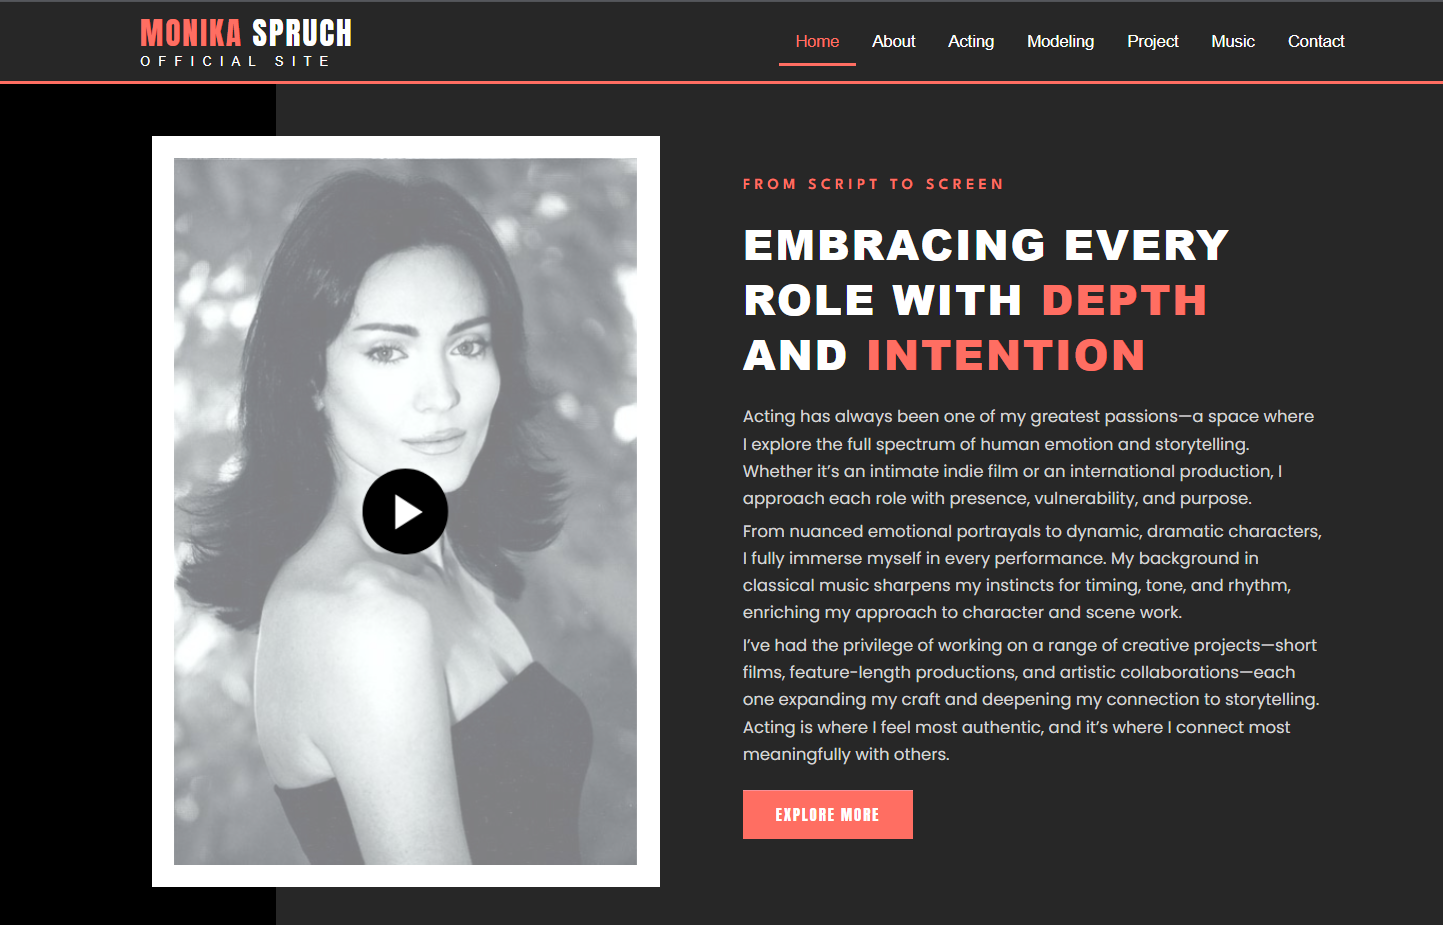 MONIKA SPRUCH
OFFICIAL SITE
Home About Acting Modeling Project Music Contact
FROM SCRIPT TO SCREEN
EMBRACING EVERY
ROLE WITH DEPTH
AND INTENTION
Acting has always been one of my greatest passions—a space where
I explore the full spectrum of human emotion and storytelling.
Whether it’s an intimate indie film or an international production, I
approach each role with presence, vulnerability, and purpose.
From nuanced emotional portrayals to dynamic, dramatic characters,
I fully immerse myself in every performance. My background in
classical music sharpens my instincts for timing, tone, and rhythm,
enriching my approach to character and scene work.
I’ve had the privilege of working on a range of creative projects—short
films, feature-length productions, and artistic collaborations—each
one expanding my craft and deepening my connection to storytelling.
Acting is where I feel most authentic, and it’s where I connect most
meaningfully with others.
EXPLORE MORE